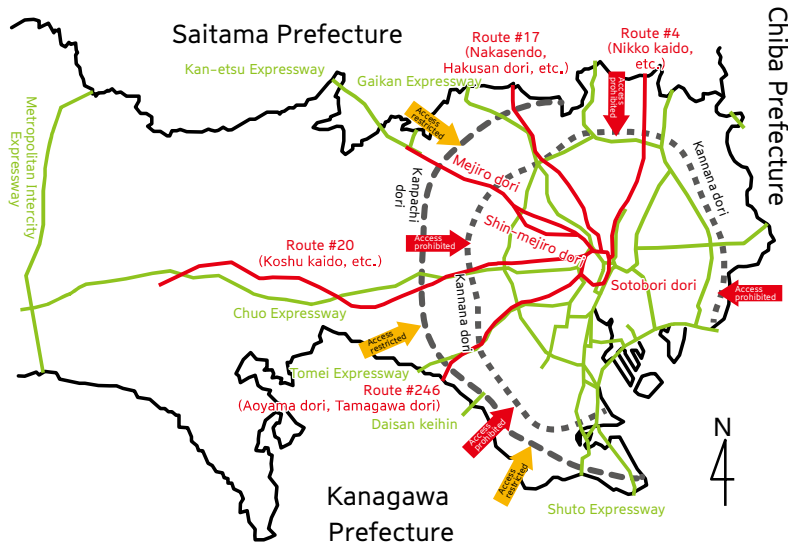 Saitama Prefecture
Route #17
(Nakasendo,
Hakusan dori, etc.)
Route #4
(Nikko kaido,
etc.)
Chiba Prefecture
Kan-etsu Expressway
Gaikan Expressway
Metropolitan Intercity
Expressway
Access
restricted
Access
prohibited
Mejiro dori
Kannana dori
Kanpachi
dori
Shin-mejiro dori
Access
prohibited
Route #20
(Koshu kaido, etc.)
Sotobori dori
Access
prohibited
Chuo Expressway
Kannana dori
Access
restricted
Tomei Expressway
Route #246
(Aoyama dori, Tamagawa dori)
Daisan keihin
Access
prohibited
Access
restricted
N
Kanagawa
Prefecture
Shuto Expressway